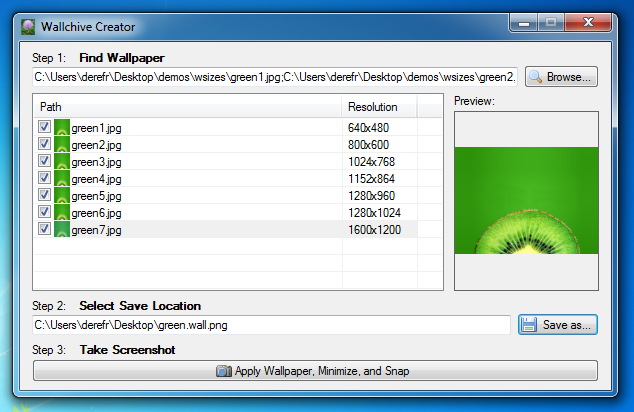 Wallchive Creator
Step 1: Find Wallpaper
C:\Users\derefr\Desktop\demos\wsizes\green1.jpg;C:\Users\derefr\Desktop\demos\wsizes\green2.
Browse...
Path Resolution
Preview:
green1.jpg 640x480
green2.jpg 800x600
green3.jpg 1024x768
green4.jpg 1152x864
green5.jpg 1280x960
green6.jpg 1280x1024
green7.jpg 1600x1200
Step 2: Select Save Location
C:\Users\derefr\Desktop\green.wall.png
Save as...
Step 3: Take Screenshot
Apply Wallpaper, Minimize, and Snap